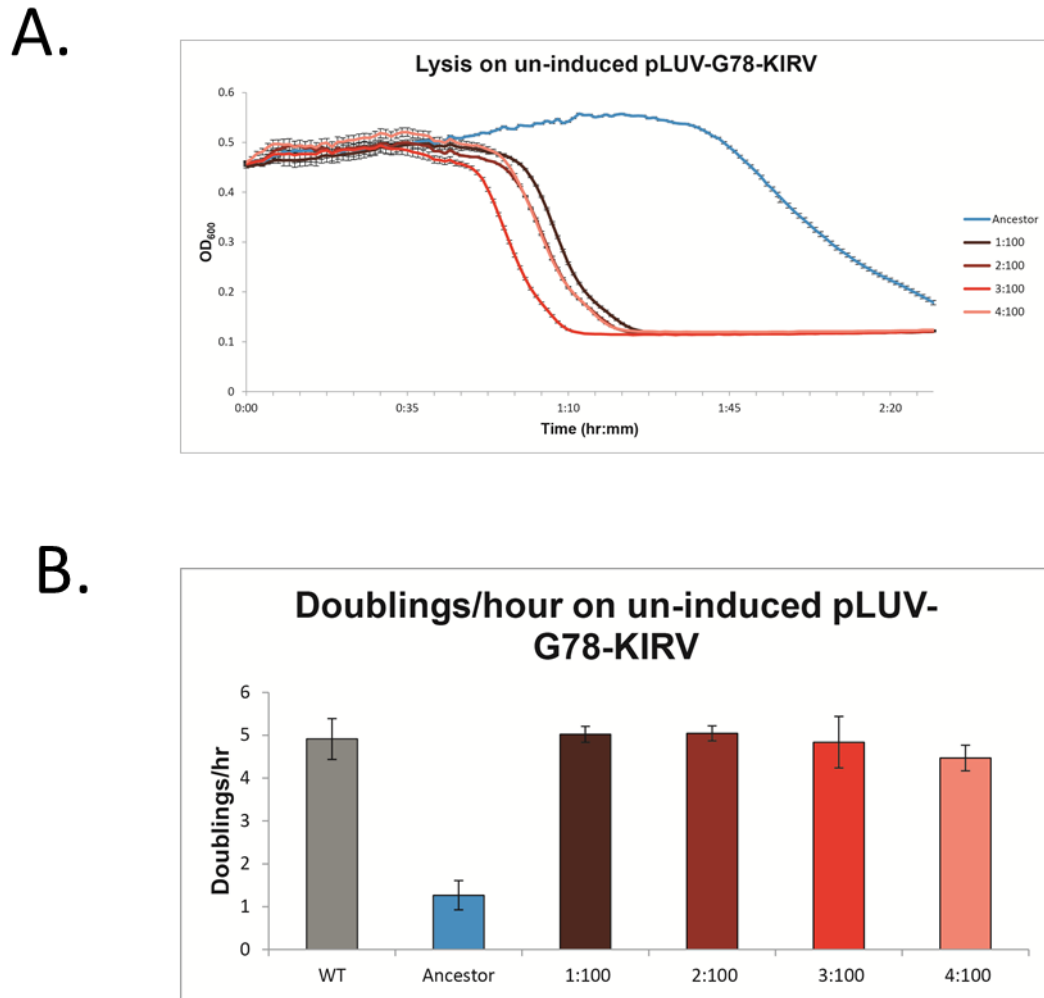 A.
Lysis on un-induced pLUV-G78-KIRV
0.6
0.5
0.4
0.3
0.2
0.1
0
OD600
0:00
0:35
1:10
1:45
2:20
Time (hr:mm)
Ancestor
1:100
2:100
3:100
4:100
B.
Doublings/hour on un-induced pLUV-
G78-KIRV
6
5
4
3
2
1
0
Doublings/hr
WT
Ancestor
1:100
2:100
3:100
4:100